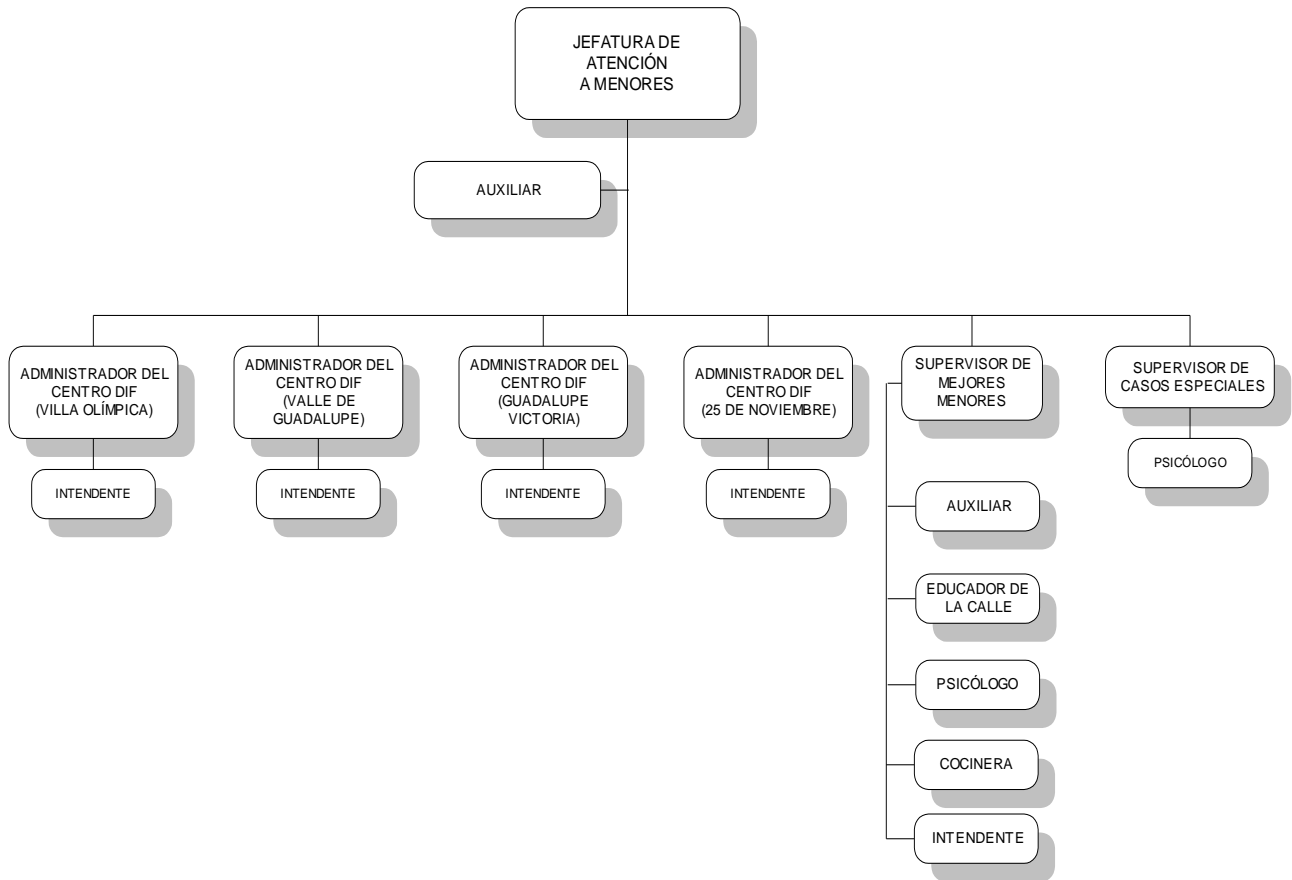 JEFATURA DE
ATENCIÓN
A MENORES
AUXILIAR
ADMINISTRADOR DEL
CENTRO DIF
(VILLA OLÍMPICA)
ADMINISTRADOR DEL
CENTRO DIF
(VALLE DE
GUADALUPE)
ADMINISTRADOR DEL
CENTRO DIF
(GUADALUPE
VICTORIA)
ADMINISTRADOR DEL
CENTRO DIF
(25 DE NOVIEMBRE)
SUPERVISOR DE
MEJORES
MENORES
SUPERVISOR DE
CASOS ESPECIALES
INTENDENTE
INTENDENTE
INTENDENTE
INTENDENTE
PSICÓLOGO
AUXILIAR
EDUCADOR DE
LA CALLE
PSICÓLOGO
COCINERA
INTENDENTE